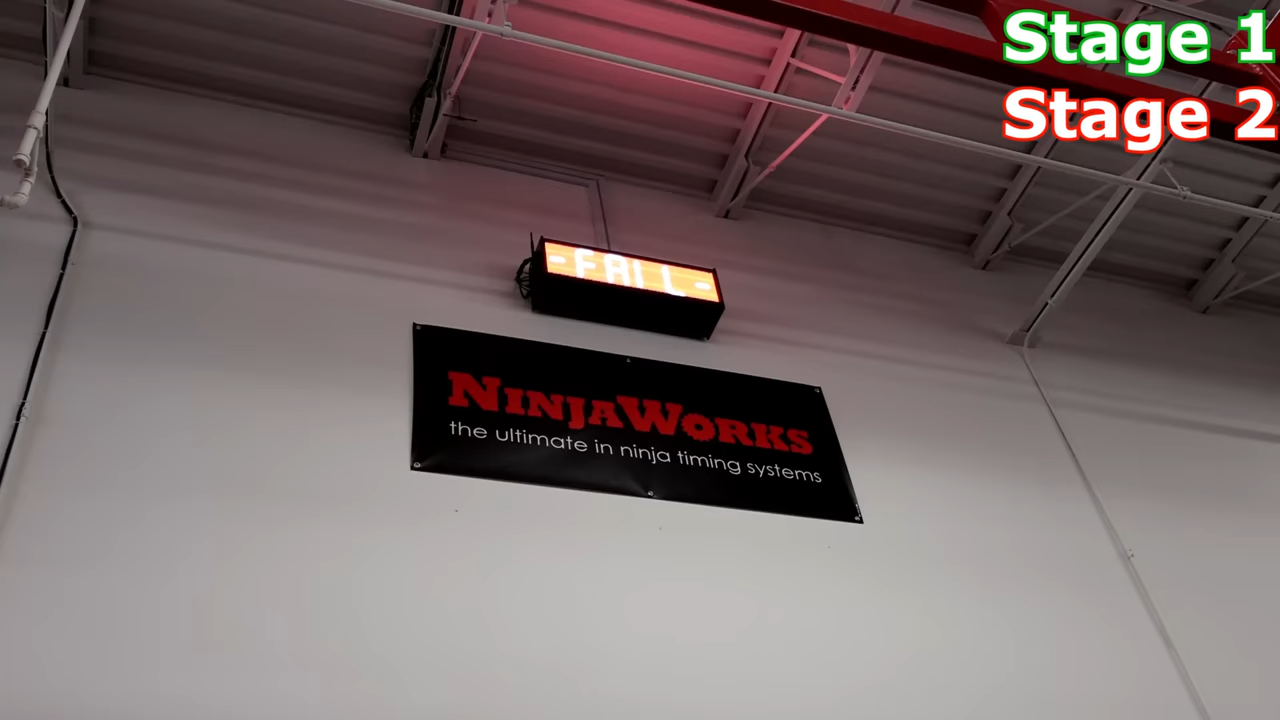 Stage 1
Stage 2
-FAIL-
NINJAWORKS
the ultimate in ninja timing systems